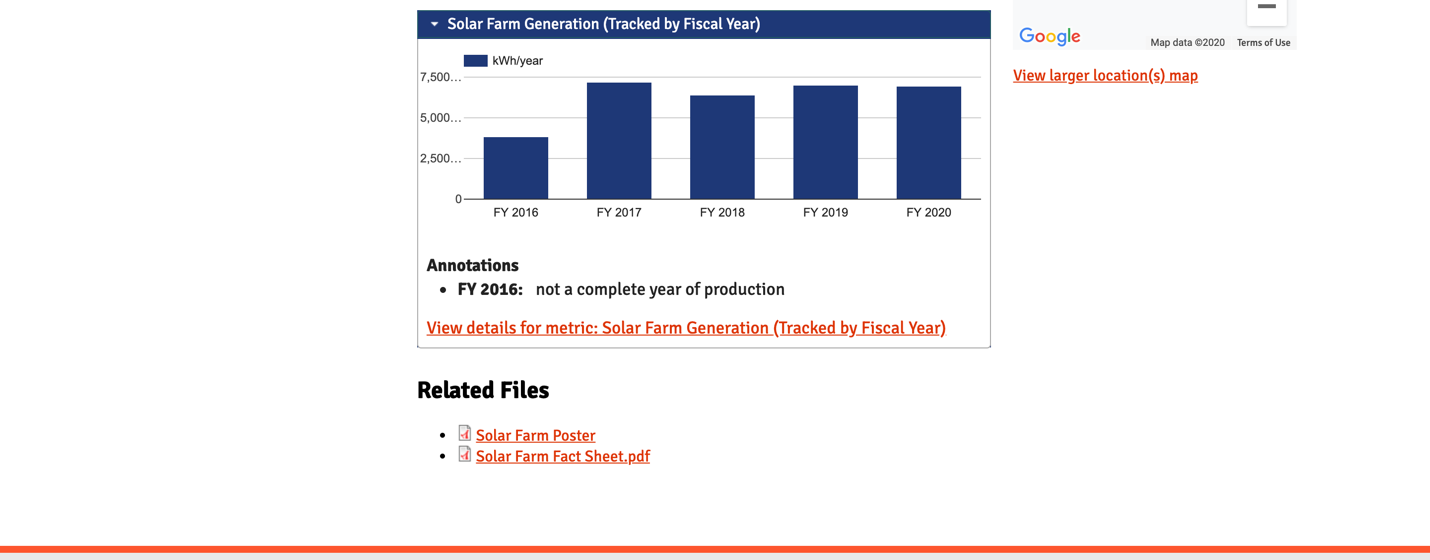 Solar Farm Generation (Tracked by Fiscal Year)
kWh/year
7,500...
5,000...
2,500...
0
FY 2016 FY 2017 FY 2018 FY 2019 FY 2020
Annotations
FY 2016: not a complete year of production
View details for metric: Solar Farm Generation (Tracked by Fiscal Year)
Related Files
Solar Farm Poster
Solar Farm Fact Sheet.pdf
Google
Map data ©2020 Terms of Use
View larger location(s) map